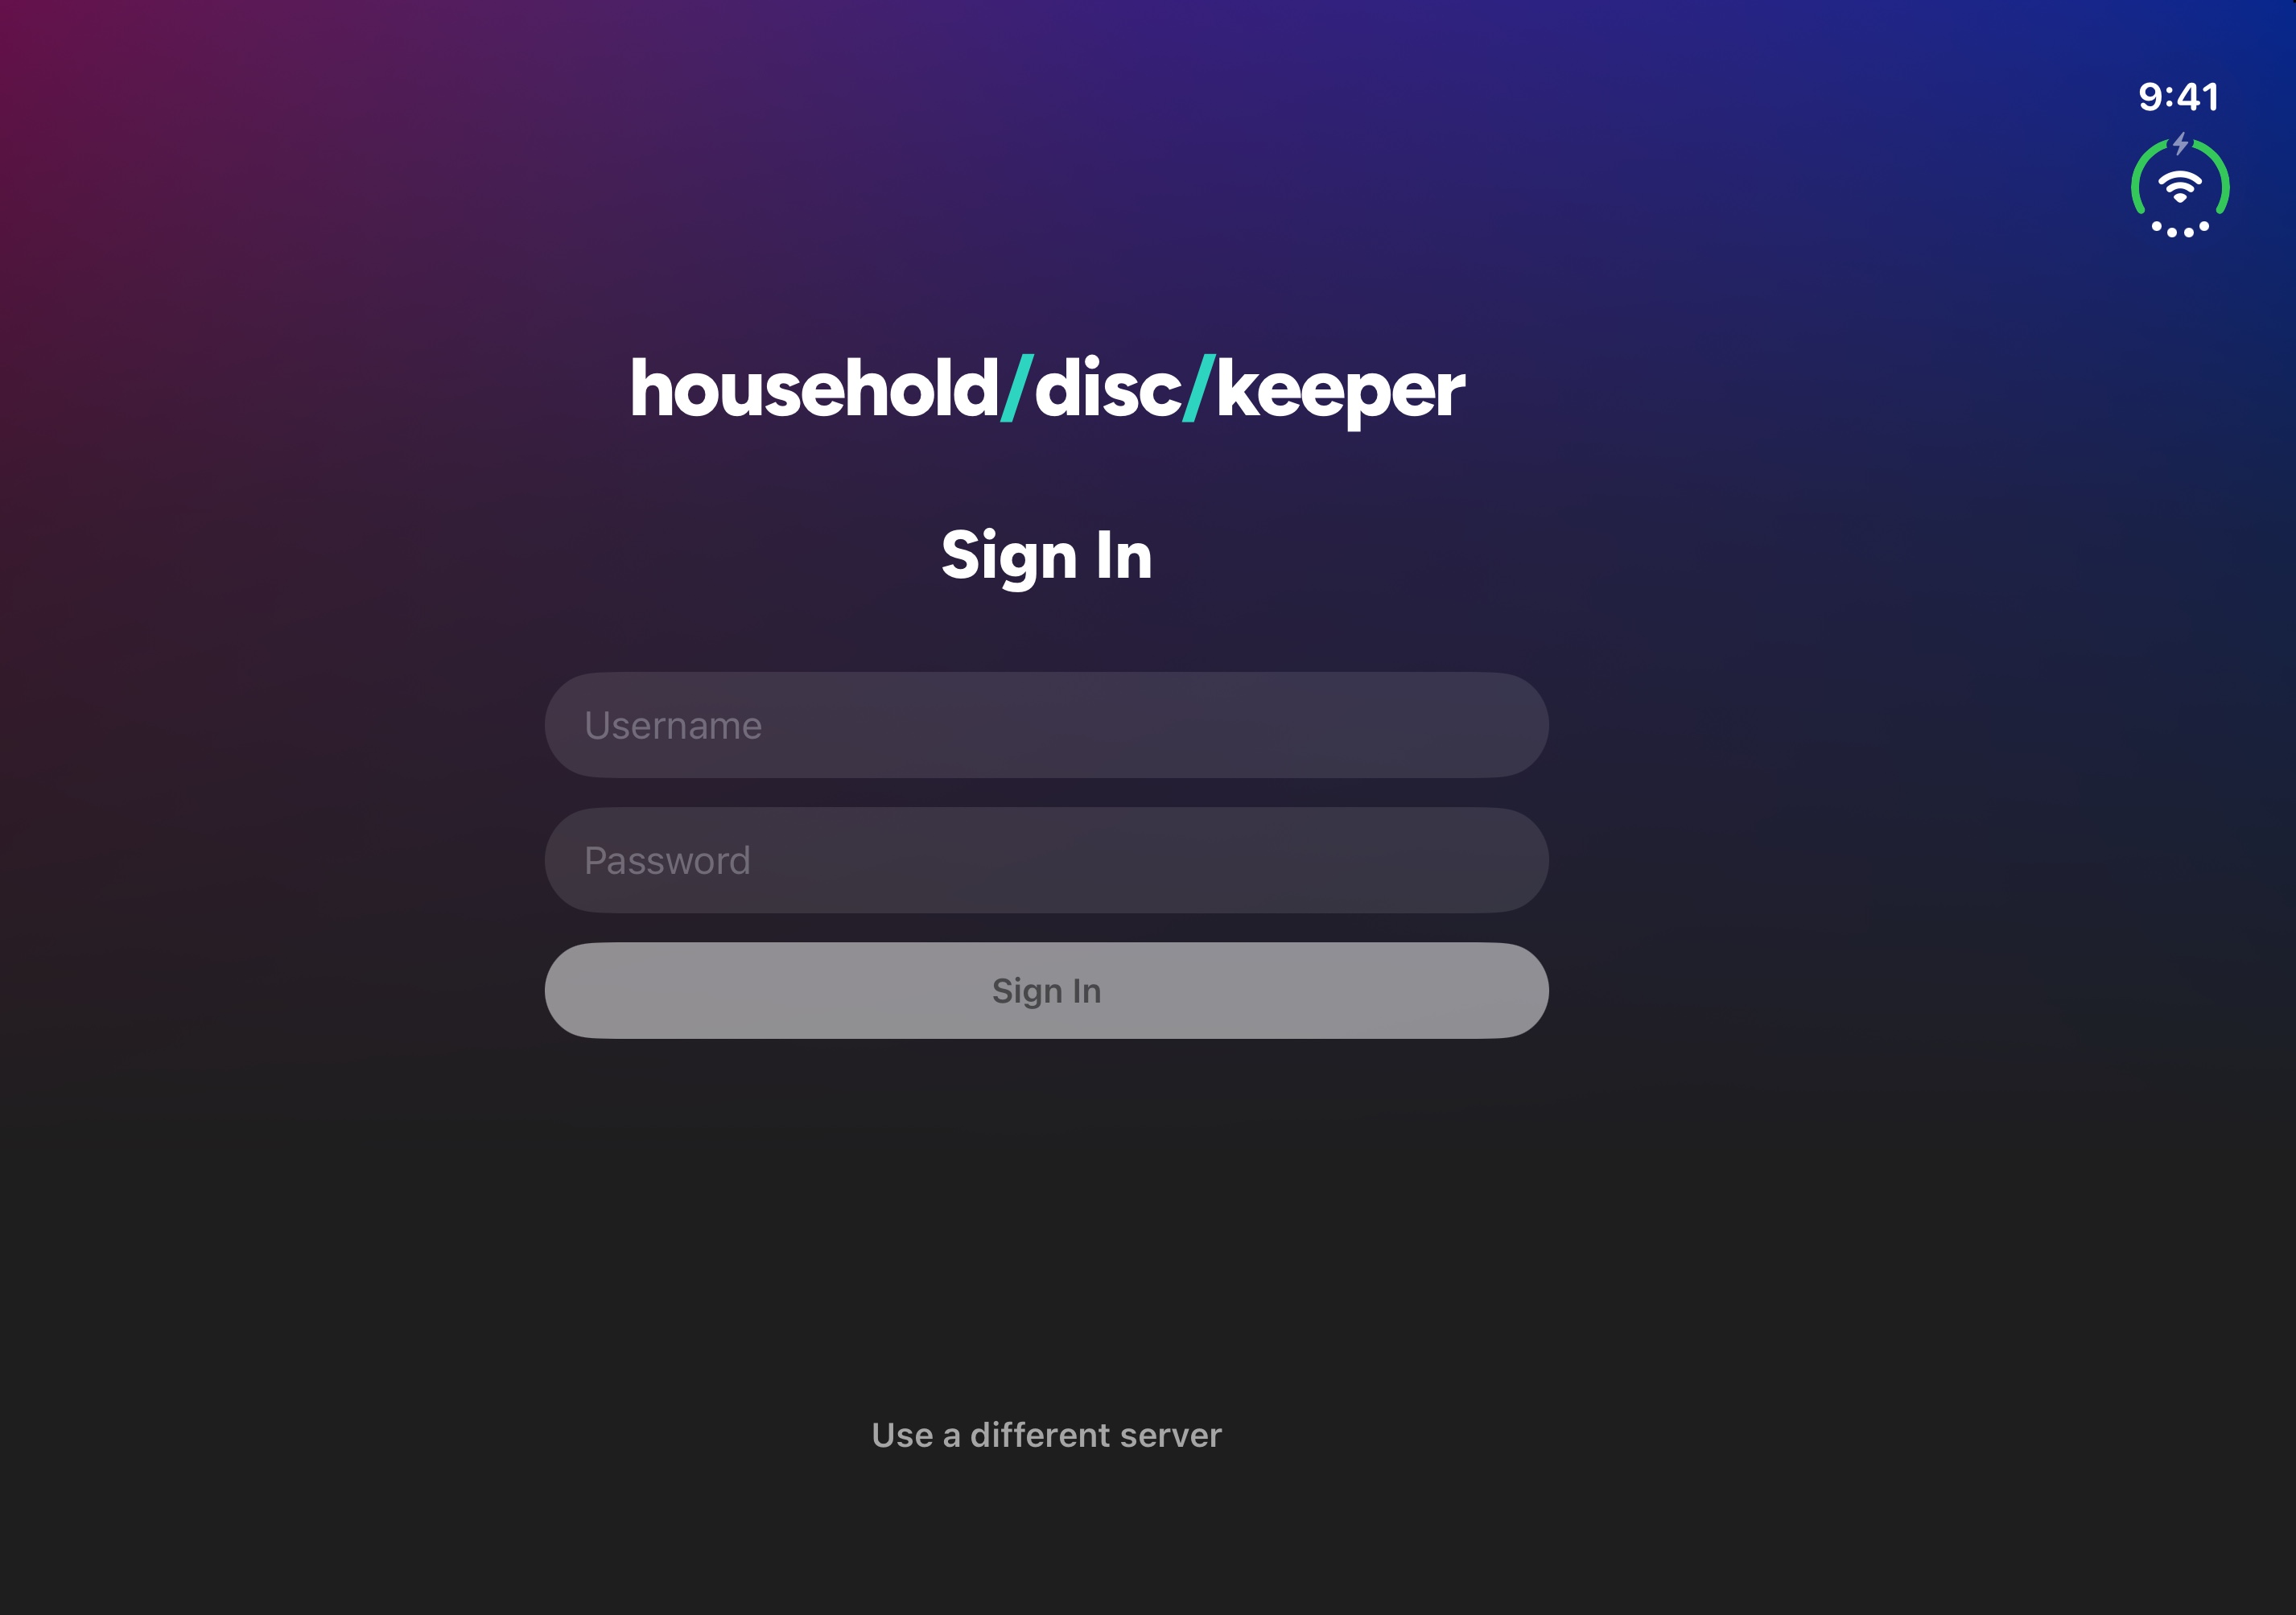 9:41
household/disc/keeper
Sign In
Username
Password
Sign In
Use a different server